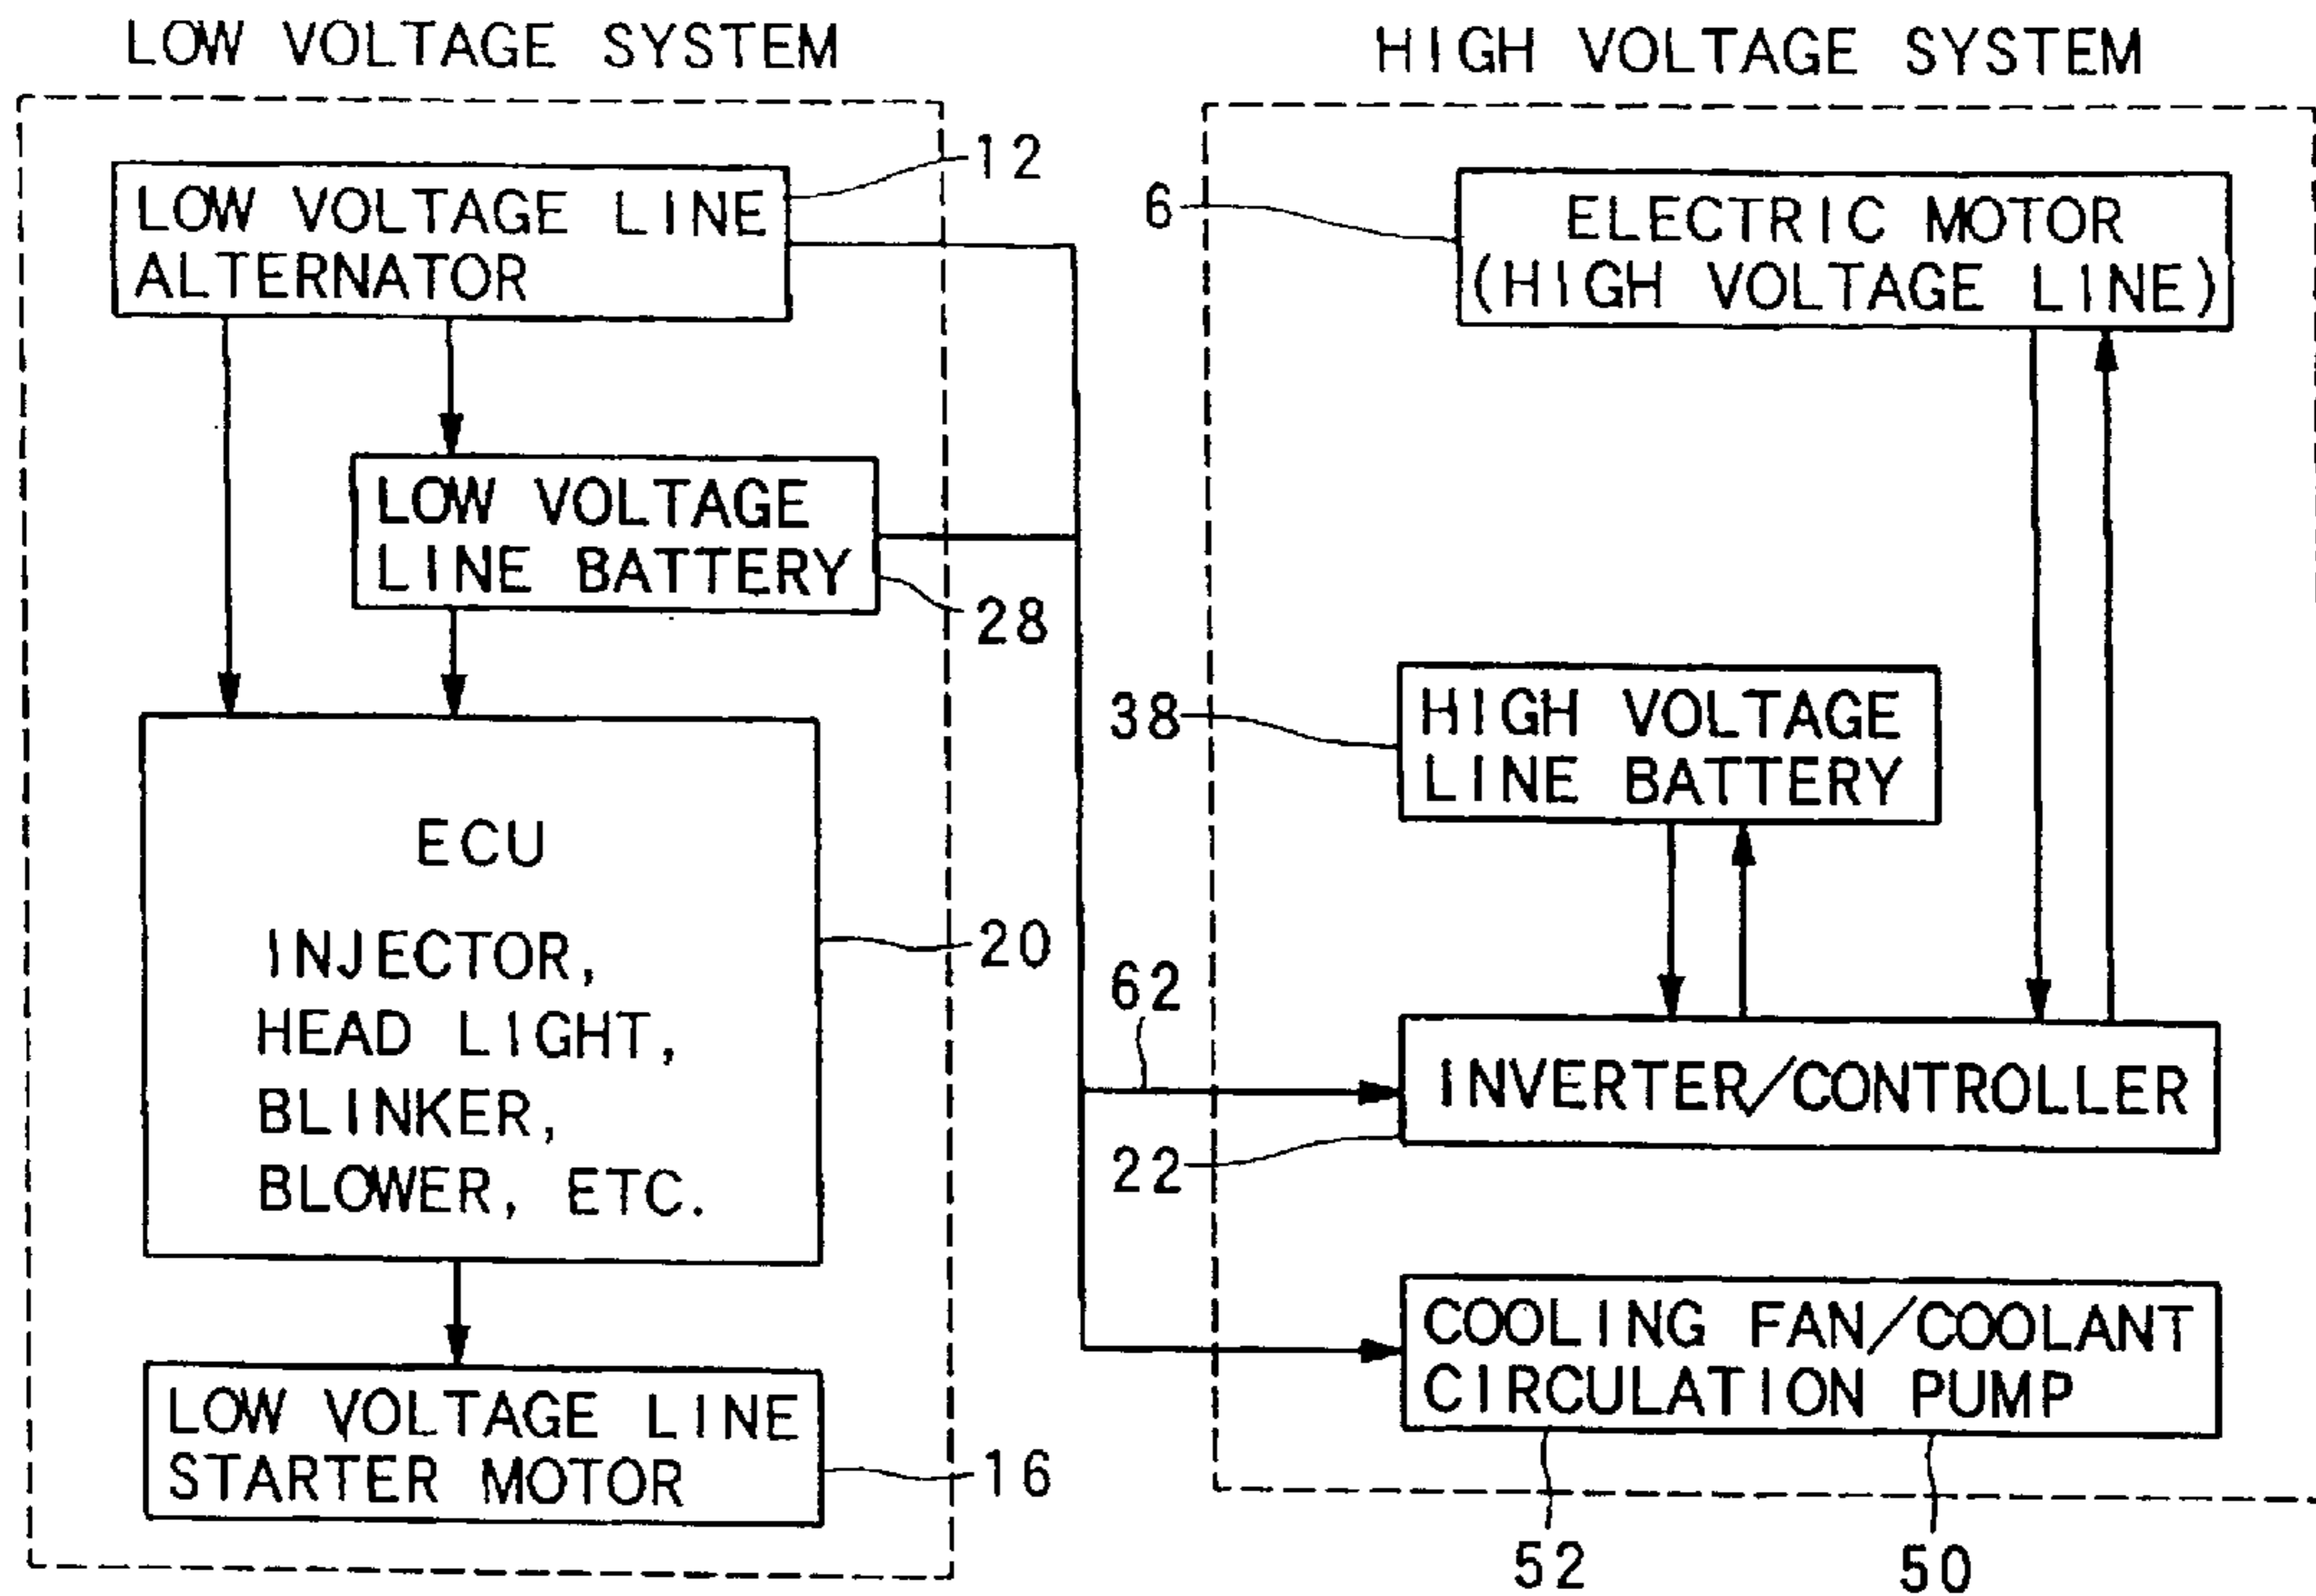 LOW VOLTAGE SYSTEM
LOW VOLTAGE LINE
ALTERNATOR
12
LOW VOLTAGE
LINE BATTERY
28
ECU
INJECTOR,
HEAD LIGHT,
BLINKER,
BLOWER, ETC.
20
LOW VOLTAGE LINE
STARTER MOTOR
16
HIGH VOLTAGE SYSTEM
6
ELECTRIC MOTOR
(HIGH VOLTAGE LINE)
38
HIGH VOLTAGE
LINE BATTERY
62
INVERTER/CONTROLLER
22
COOLING FAN/COOLANT
CIRCULATION PUMP
52
50